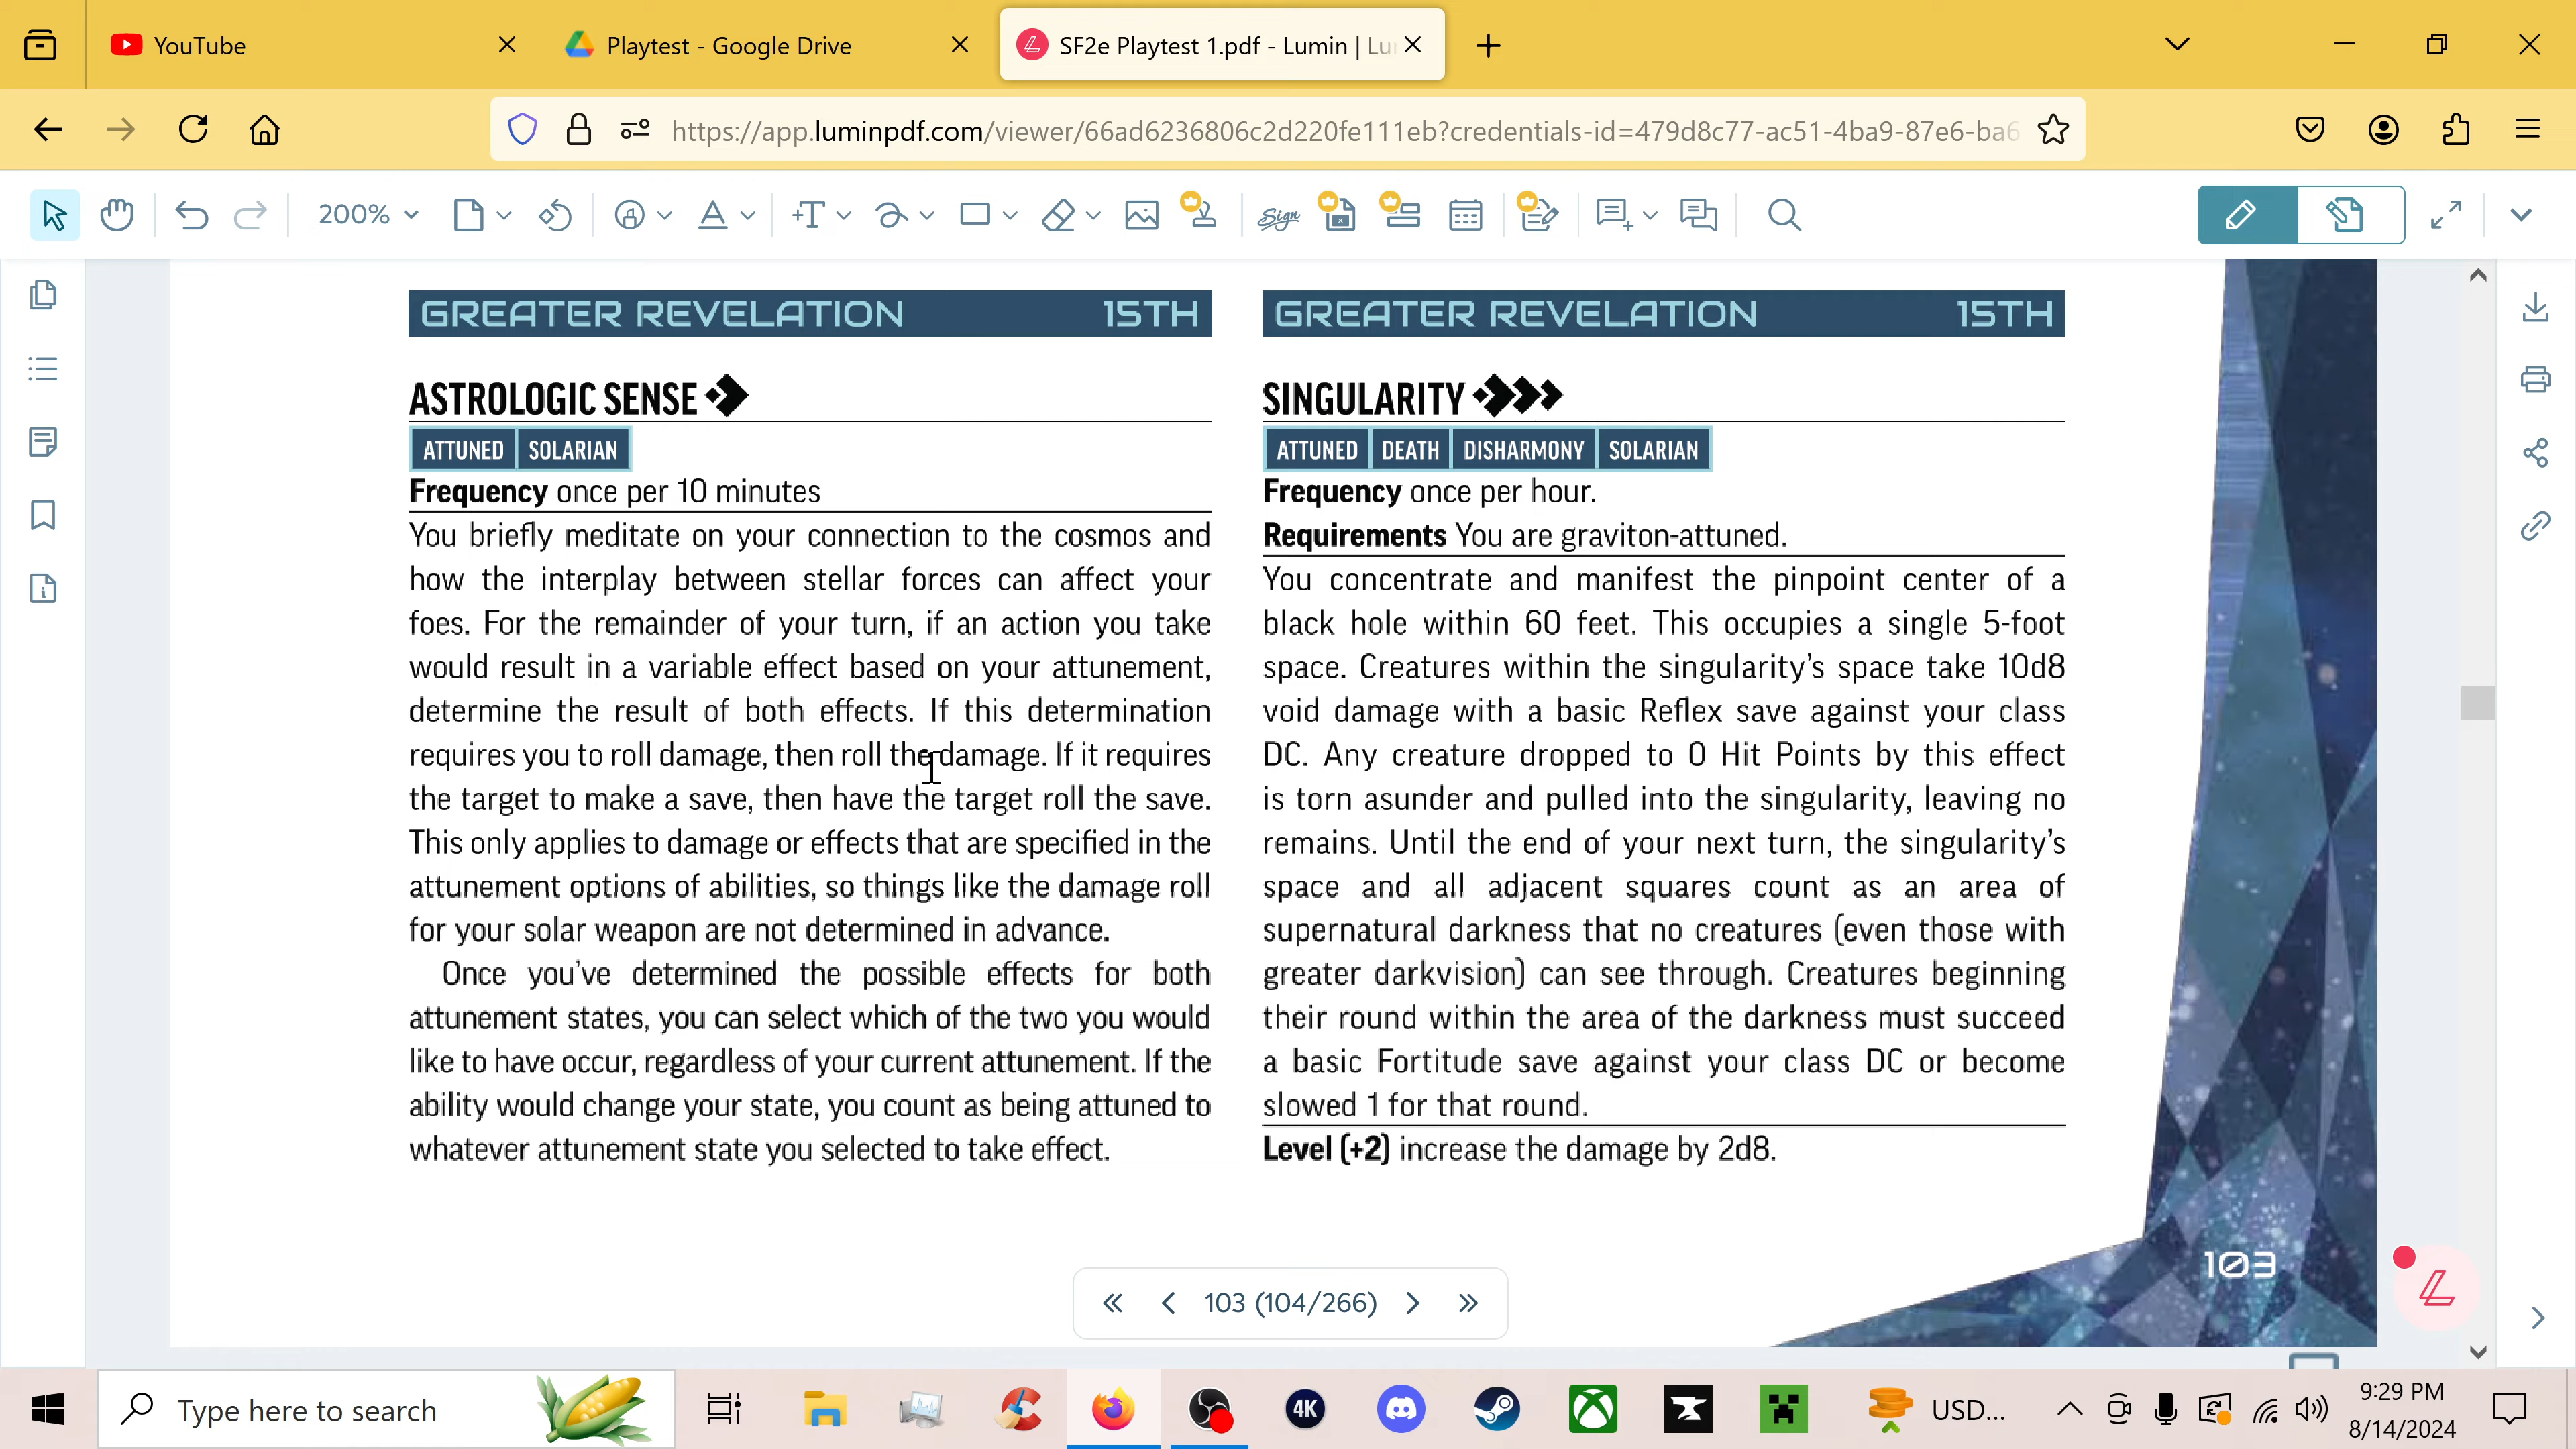 YouTube
Playtest - Google Drive
SF2e Playtest 1.pdf - Lumin | Lu
https://app.luminpdf.com/viewer/66ad6236806c2d220fe111eb?credentials-id=479d8c77-ac51-4ba9-87e6-ba6
200%
Sign
GREATER REVELATION 15TH
ASTROLOGIC SENSE
ATTUNED SOLARIAN
Frequency once per 10 minutes
You briefly meditate on your connection to the cosmos and
how the interplay between stellar forces can affect your
foes. For the remainder of your turn, if an action you take
would result in a variable effect based on your attunement,
determine the result of both effects. If this determination
requires you to roll damage, then roll the damage. If it requires
the target to make a save, then have the target roll the save.
This only applies to damage or effects that are specified in the
attunement options of abilities, so things like the damage roll
for your solar weapon are not determined in advance.
Once you've determined the possible effects for both
attunement states, you can select which of the two you would
like to have occur, regardless of your current attunement. If the
ability would change your state, you count as being attuned to
whatever attunement state you selected to take effect.
GREATER REVELATION 15TH
SINGULARITY
ATTUNED DEATH DISHARMONY SOLARIAN
Frequency once per hour.
Requirements You are graviton-attuned.
You concentrate and manifest the pinpoint center of a
black hole within 60 feet. This occupies a single 5-foot
space. Creatures within the singularity's space take 10d8
void damage with a basic Reflex save against your class
DC. Any creature dropped to 0 Hit Points by this effect
is torn asunder and pulled into the singularity, leaving no
remains. Until the end of your next turn, the singularity's
space and all adjacent squares count as an area of
supernatural darkness that no creatures (even those with
greater darkvision) can see through. Creatures beginning
their round within the area of the darkness must succeed
a basic Fortitude save against your class DC or become
slowed 1 for that round.
Level (+2) increase the damage by 2d8.
103
103 (104/266)
Type here to search
4K
USD...
9:29 PM
8/14/2024